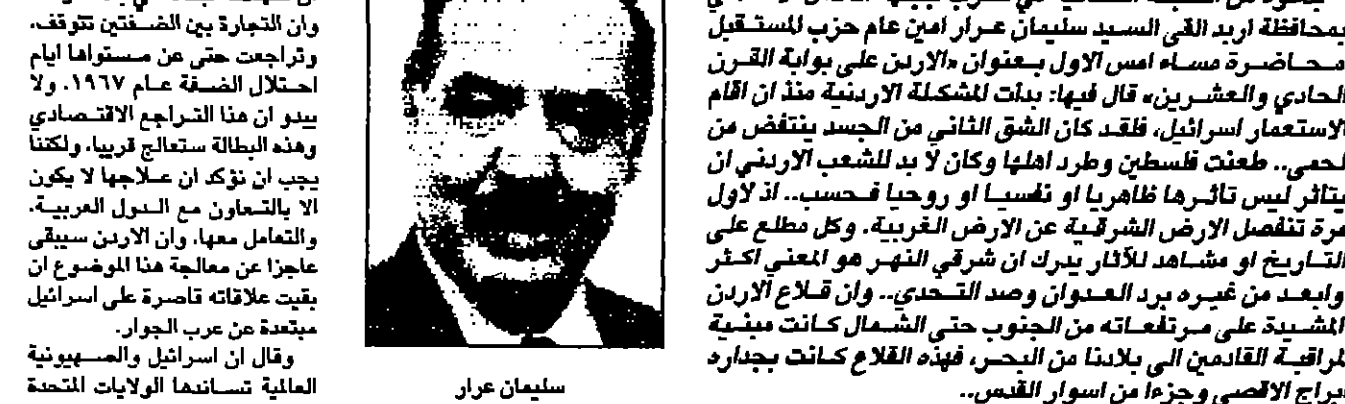 بمحافظة اربد القى السيد سليمان عرار امين عام حزب المستقبل
محاضرة مساء امس الاول بعنوان «الاردن على بوابة القرن
الحادي والعشرين» قال فيها: بدأت المشكلة الاردنية منذ ان اقام
الاستعمار اسرائيل، فلقد كان الشق الثاني من الجسد ينتفض من
الحمى.. طعنت فلسطين وطرد اهلها وكان لا بد للشعب الاردني ان
يتاثر ليس تاثرها ظاهريا او نفسيا او روحيا فحسب.. اذ لاول
مرة تنفصل الارض الشرقية عن الارض الغربية. وكل مطلع على
التاريخ او مشاهد للآثار يدرك ان شرقي النهر هو المعني اكثر
وابعد من غيره برد العدوان وصد التحدي.. وان قلاع الاردن
المشيدة على مرتفعاته من الجنوب حتى الشمال كانت مبنية
لمراقبة القادمين الى بلادنا من البحر، فهذه القلاع كانت بجداره
ابراج الاقصى وجزءا من اسوار القدس..
سليمان عرار
وان التجارة بين الضفتين تتوقف،
وتراجعت حتى عن مستواها ايام
احتلال الضفة عام ١٩٦٧. ولا
يبدو ان هذا التراجع الاقتصادي
وهذه البطالة ستعالج قريبا، ولكننا
يجب ان نؤكد ان علاجها لا يكون
الا بالتعاون مع الدول العربية،
والتعامل معها، وان الاردن سيبقى
عاجزا عن معالجة هذا الموضوع ان
بقيت علاقاته قاصرة على اسرائيل
مبتعدة عن عرب الجوار.
وقال ان اسرائيل والصهيونية
العالمية تساندها الولايات المتحدة